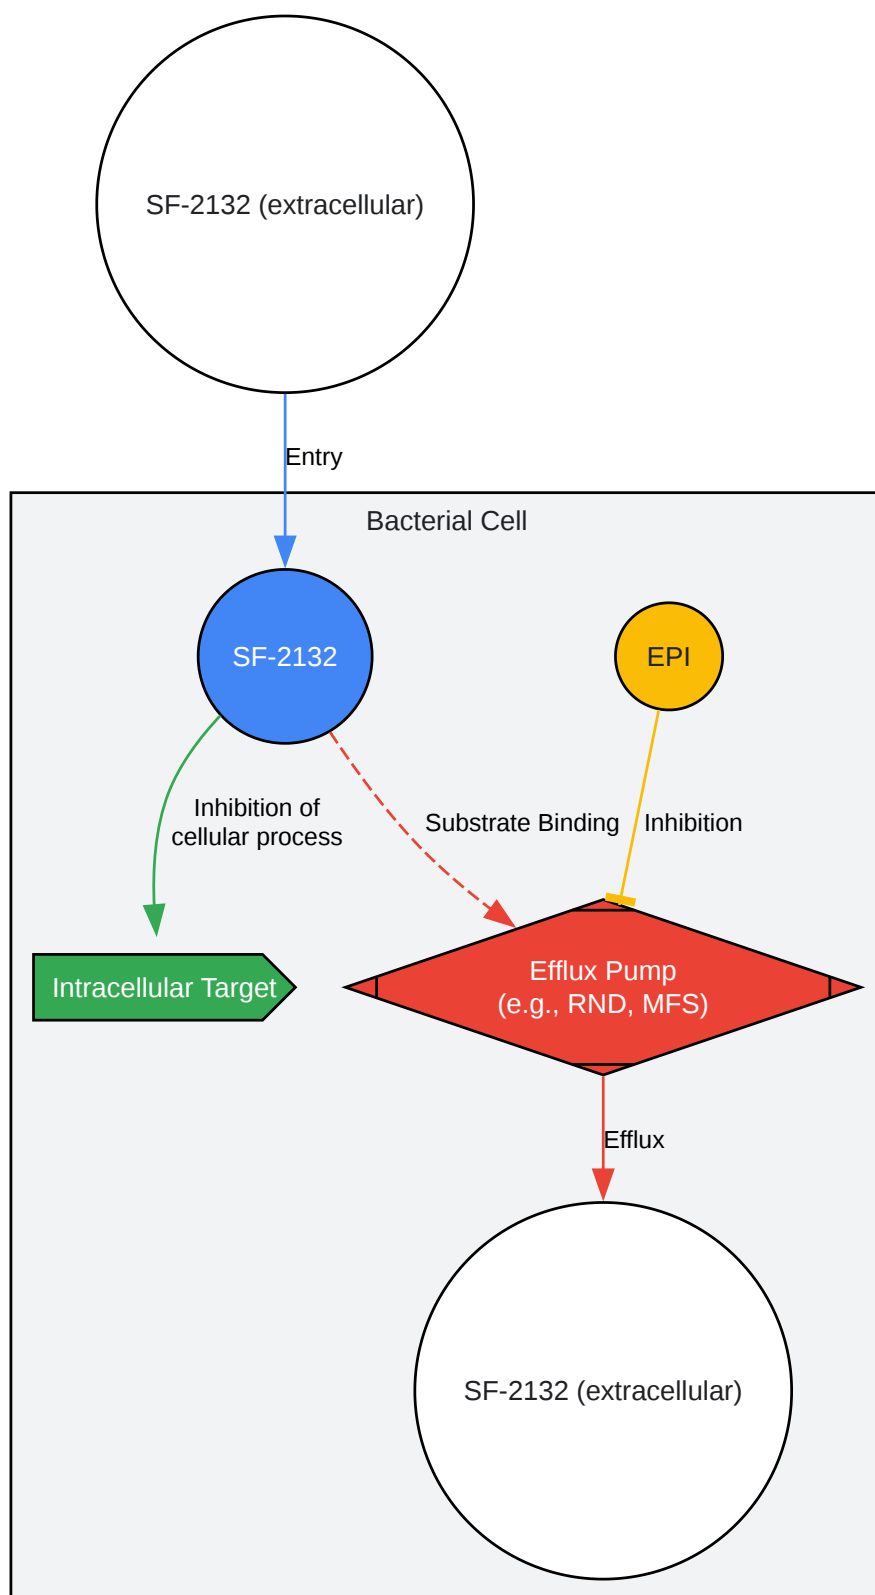 SF-2132 (extracellular)
Entry
Bacterial Cell
SF-2132
EPI
Inhibition of
cellular process
Substrate Binding
Inhibition
Intracellular Target
Efflux Pump
(e.g., RND, MFS)
Efflux
SF-2132 (extracellular)